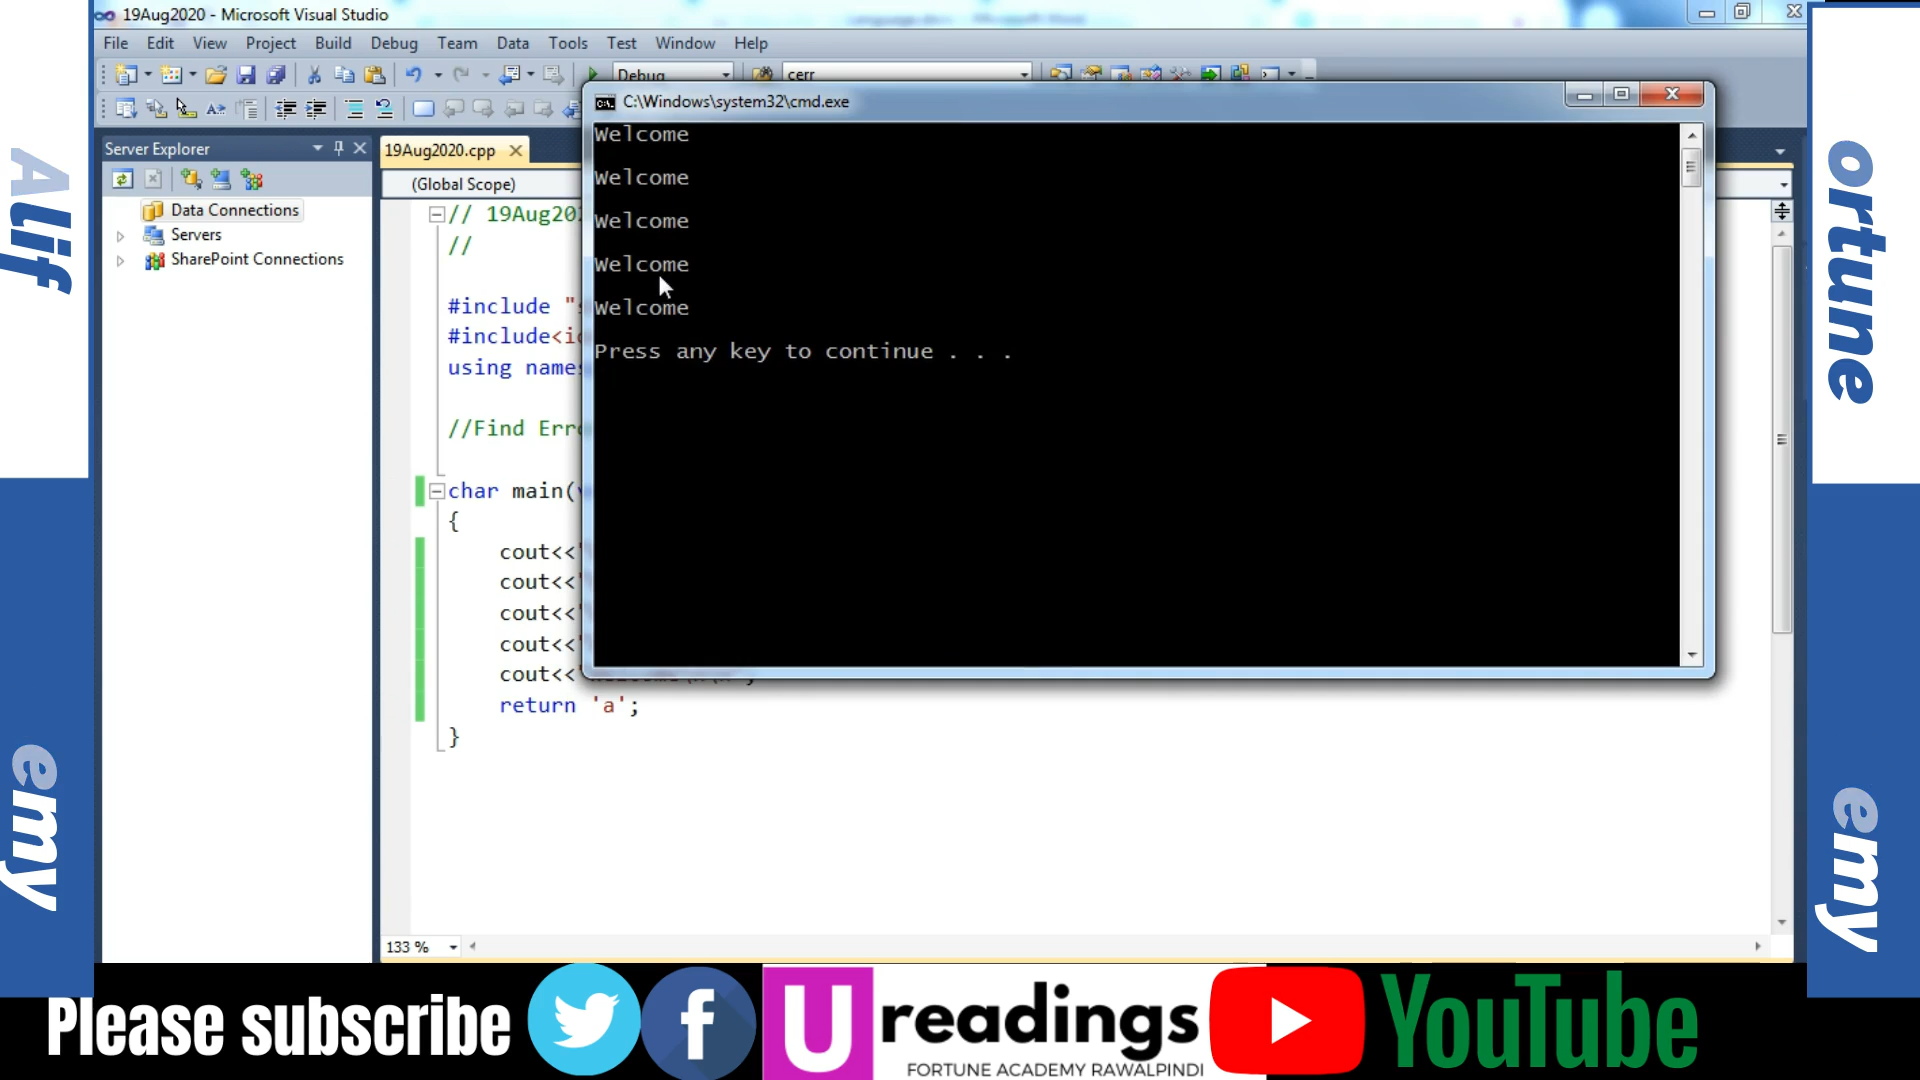 19Aug2020 - Microsoft Visual Studio
File Edit View Project Build Debug Team Data Tools Test Window Help
Debug cerr
C:\Windows\system32\cmd.exe
Welcome
Welcome
Welcome
Welcome
Welcome
Press any key to continue . . .
Server Explorer
Data Connections
Servers
SharePoint Connections
19Aug2020.cpp
(Global Scope)
// 19Aug20
//
#include "
#include<i
using name
//Find Err
char main(
{
cout<<"
cout<<"
cout<<"
cout<<"
cout<<"
return 'a';
}
133 %
Alif
emy
ortune
emy
Please subscribe
f
U readings
FORTUNE ACADEMY RAWALPINDI
YouTube